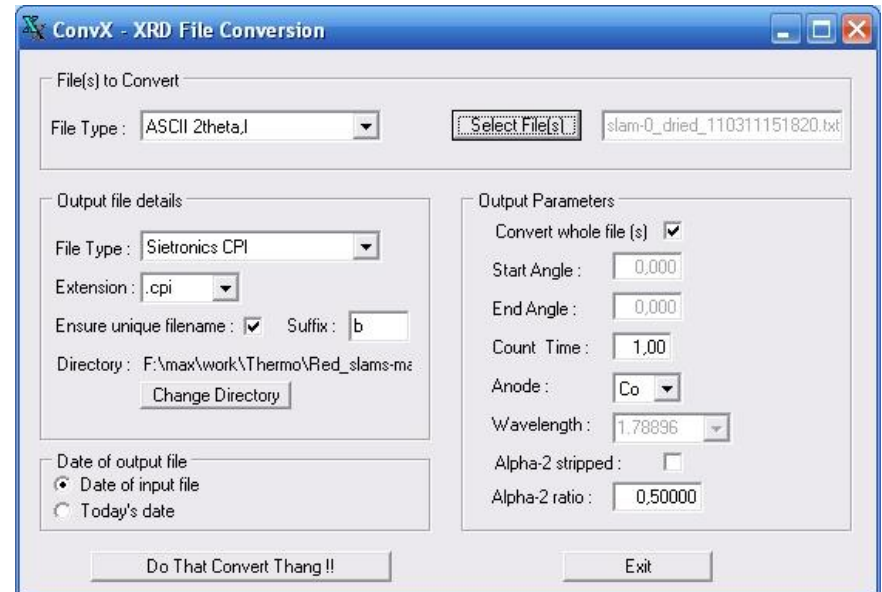 ConvX - XRD File Conversion
File(s) to Convert
File Type : ASCII 2theta,I Select File(s) slam-0_dried_110311151820.txt
Output file details
File Type : Sietronics CPI
Extension : .cpi
Ensure unique filename : Suffix : b
Directory : F:\max\work\Thermo\Red_slams-ma
Change Directory
Date of output file
Date of input file
Today's date
Output Parameters
Convert whole file (s)
Start Angle : 0,000
End Angle : 0,000
Count Time : 1,00
Anode : Co
Wavelength : 1.78896
Alpha-2 stripped :
Alpha-2 ratio : 0,50000
Do That Convert Thang !! Exit